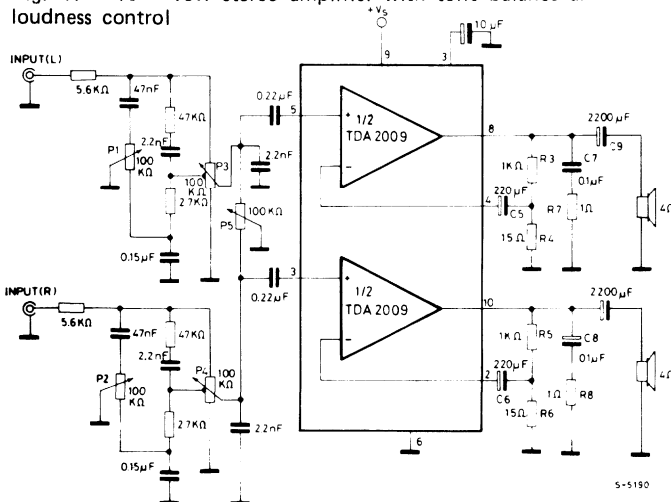 loudness control
+Vs
10 µF
INPUT(L)
9
3
5.6KΩ
47nF
0.22µF
5
47KΩ
2.2nF
P1
100
KΩ
P3
100
KΩ
2.2nF
2.7KΩ
100KΩ
P5
0.15µF
+
1/2
TDA 2009
-
8
2200µF
C9
1KΩ
R3
C7
0.1µF
4
220µF
C5
R7
1Ω
15Ω
R4
4Ω
INPUT(R)
5.6KΩ
3
0.22µF
47nF
47KΩ
2.2nF
P2
100
KΩ
P4
100
KΩ
2.7KΩ
2.2nF
0.15µF
+
1/2
TDA 2009
-
10
2200µF
1KΩ
R5
C8
0.1µF
2
220µF
C6
1Ω
R8
15Ω
R6
4Ω
6
S-5190